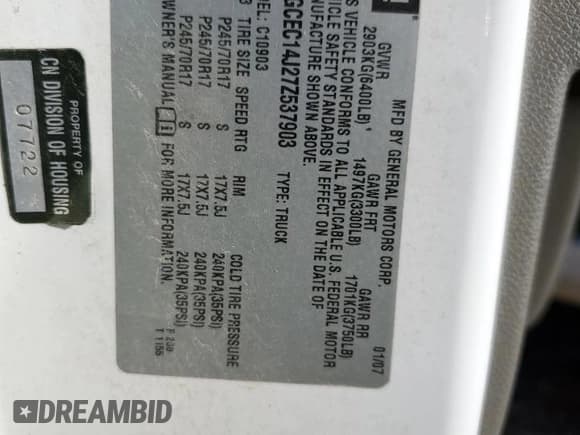 MFD BY GENERAL MOTORS CORP.
01/07
GVWR GAWR FRT GAWR RR
2903KG(6400LB) 1497KG(3300LB) 1701KG(3750LB)
S VEHICLE CONFORMS TO ALL APPLICABLE U.S. FEDERAL MOTOR
VEHICLE SAFETY STANDARDS IN EFFECT ON THE DATE OF
NUFACTURE SHOWN ABOVE.
GCEC14J27Z537903 TYPE: TRUCK
EL: C10903
TIRE SIZE SPEED RTG RIM COLD TIRE PRESSURE
P245/70R17 S 17X7.5J 240KPA(35PSI)
P245/70R17 S 17X7.5J 240KPA(35PSI)
P245/70R17 S 17X7.5J 240KPA(35PSI)
WNER'S MANUAL FOR MORE INFORMATION.
T 1155
PROPERTY OF
CN DIVISION OF HOUSING
07722
DREAMBID